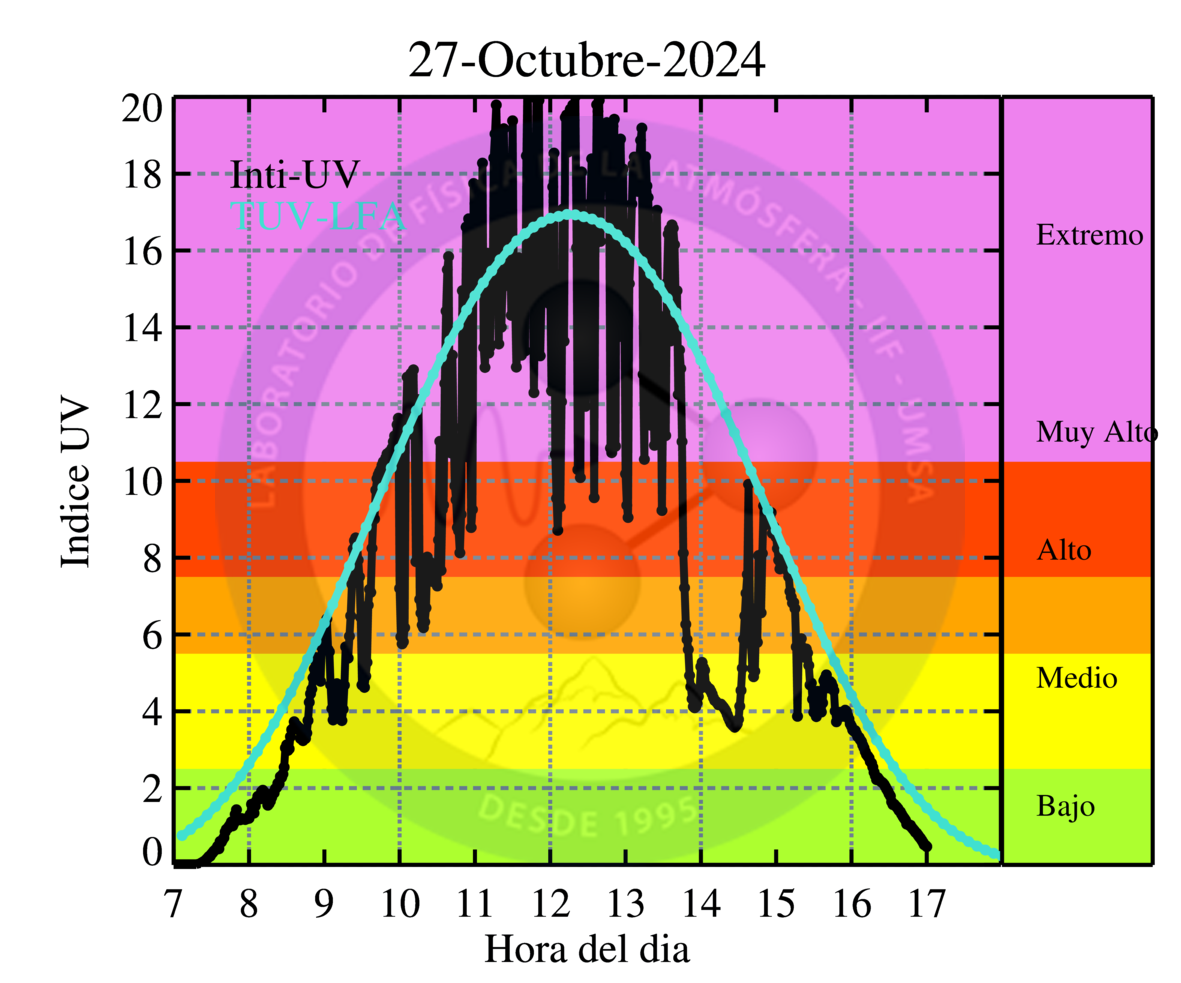 27-Octubre-2024
Inti-UV
TUV-LFA
LABORATORIO DE FÍSICA DE LA ATMÓSFERA - IIF - UMSA
DESDE 1995
Indice UV
20
18
16
14
12
10
8
6
4
2
0
7 8 9 10 11 12 13 14 15 16 17
Hora del dia
Extremo
Muy Alto
Alto
Medio
Bajo